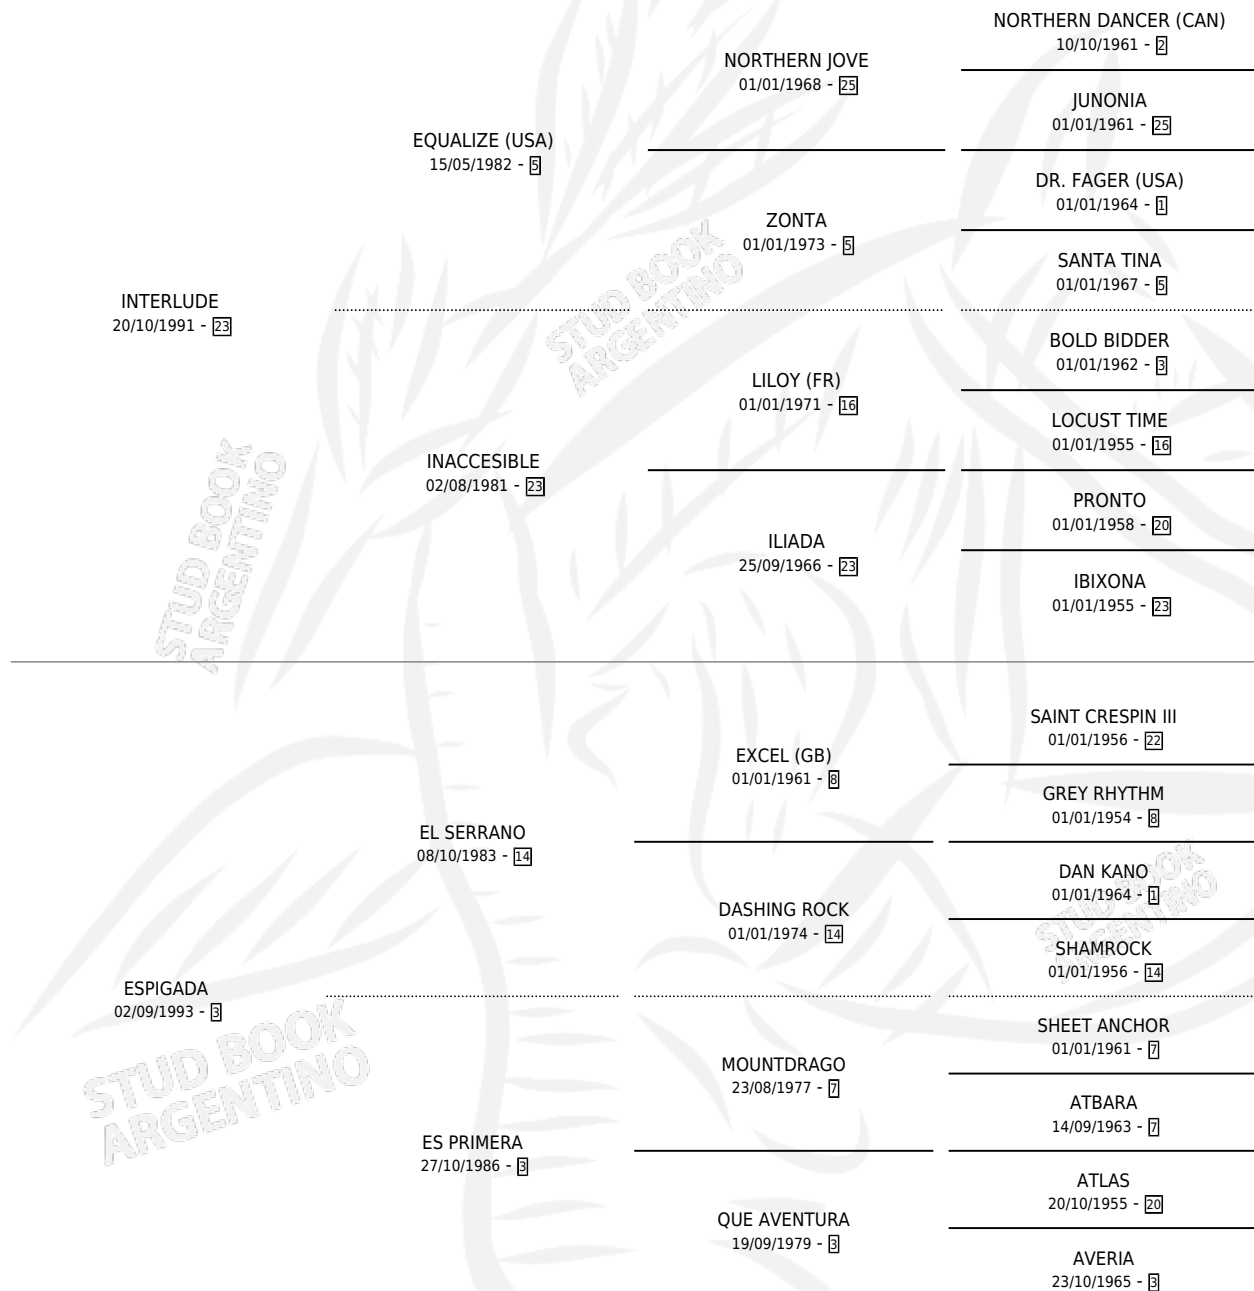 NORTHERN DANCER (CAN)
10/10/1961 - 2
NORTHERN JOVE
01/01/1968 - 25
JUNONIA
01/01/1961 - 25
EQUALIZE (USA)
15/05/1982 - 5
DR. FAGER (USA)
01/01/1964 - 1
ZONTA
01/01/1973 - 5
SANTA TINA
01/01/1967 - 5
INTERLUDE
20/10/1991 - 23
BOLD BIDDER
01/01/1962 - 3
LILOY (FR)
01/01/1971 - 16
LOCUST TIME
01/01/1955 - 16
INACCESIBLE
02/08/1981 - 23
PRONTO
01/01/1958 - 20
ILIADA
25/09/1966 - 23
IBIXONA
01/01/1955 - 23
SAINT CRESPIN III
01/01/1956 - 22
EXCEL (GB)
01/01/1961 - 8
GREY RHYTHM
01/01/1954 - 8
EL SERRANO
08/10/1983 - 14
DAN KANO
01/01/1964 - 1
DASHING ROCK
01/01/1974 - 14
SHAMROCK
01/01/1956 - 14
ESPIGADA
02/09/1993 - 3
SHEET ANCHOR
01/01/1961 - 7
MOUNTDRAGO
23/08/1977 - 7
ATBARA
14/09/1963 - 7
ES PRIMERA
27/10/1986 - 3
ATLAS
20/10/1955 - 20
QUE AVENTURA
19/09/1979 - 3
AVERIA
23/10/1965 - 3
STUD BOOK
ARGENTINO
STUD BOOK
ARGENTINO
STUD BOOK
ARGENTINO
STUD BOOK
ARGENTINO